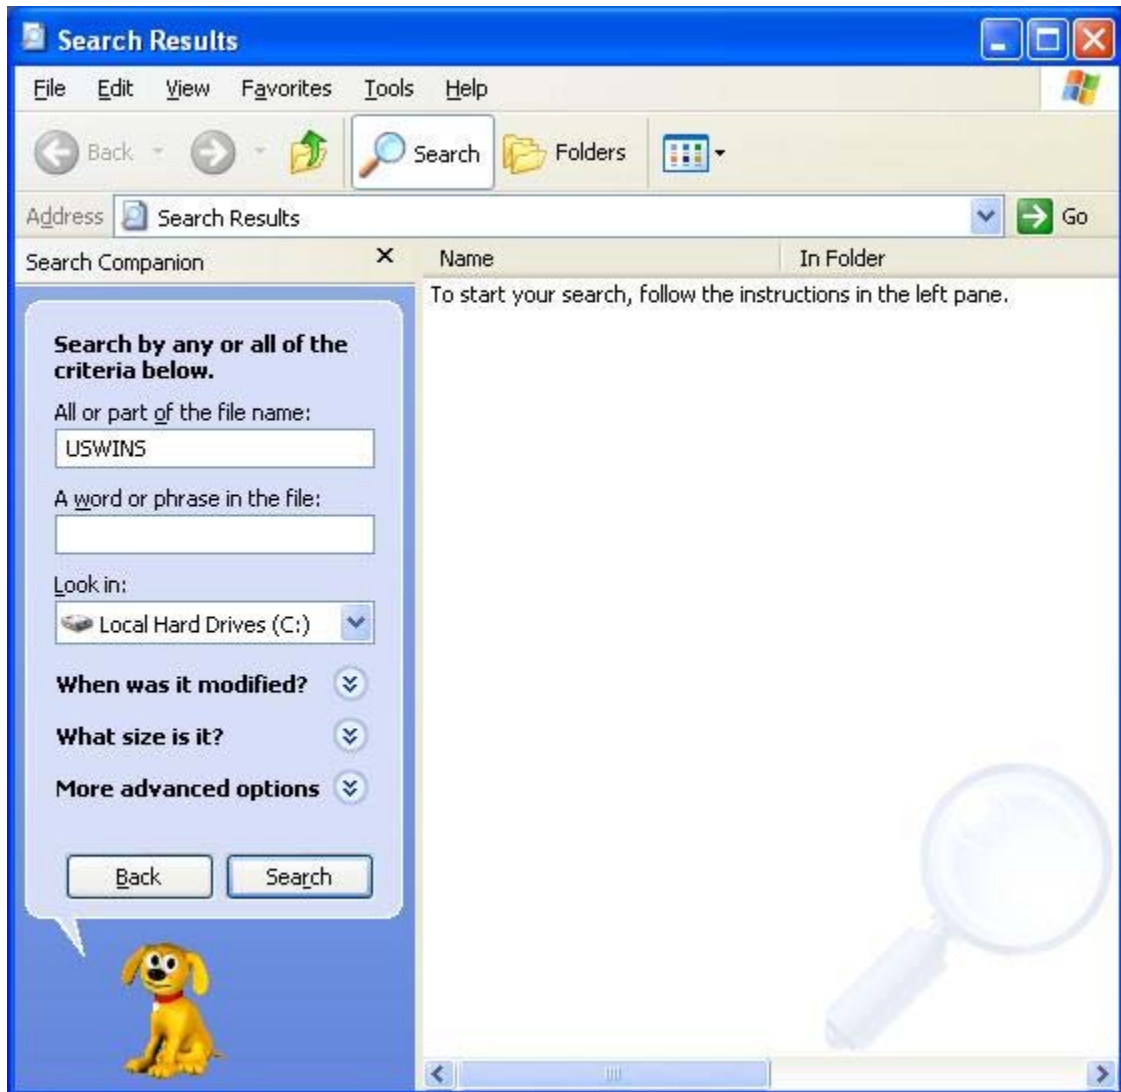 Search Results
File Edit View Favorites Tools Help
Back Search Folders
Address Search Results Go
Search Companion
Name In Folder
To start your search, follow the instructions in the left pane.
Search by any or all of the
criteria below.
All or part of the file name:
USWINS
A word or phrase in the file:
Look in:
Local Hard Drives (C:)
When was it modified?
What size is it?
More advanced options
Back Search